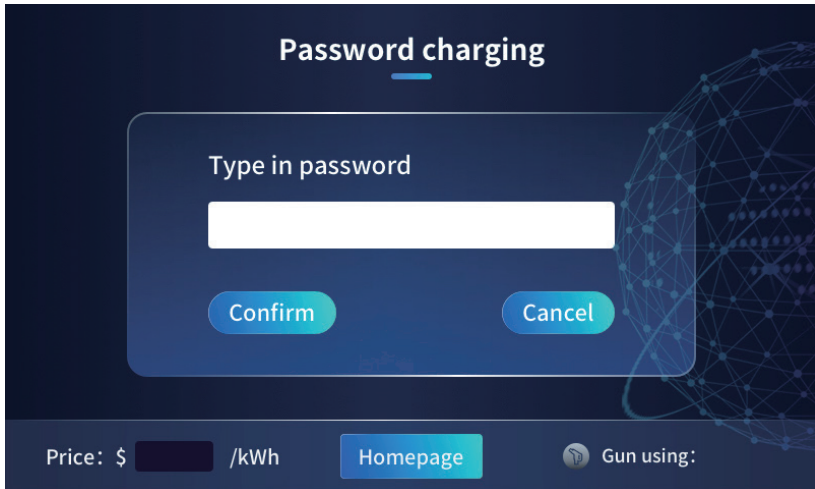 Password charging
Type in password
Confirm Cancel
Price: $ /kWh Homepage Gun using: